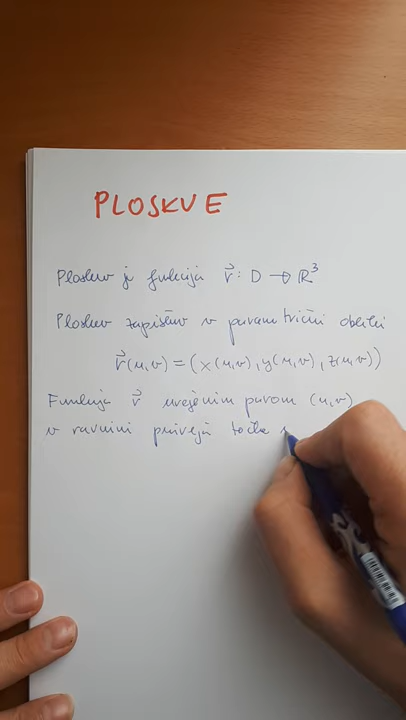 PLOSKVE
Ploskev je funkcija r⃗ : D → ℝ³
Ploskev zapišemo v parametrični obliki
r⃗(u,v) = (x(u,v), y(u,v), z(u,v))
Funkcija r⃗ urejenim parom (u,v)
v ravnini priredi točke